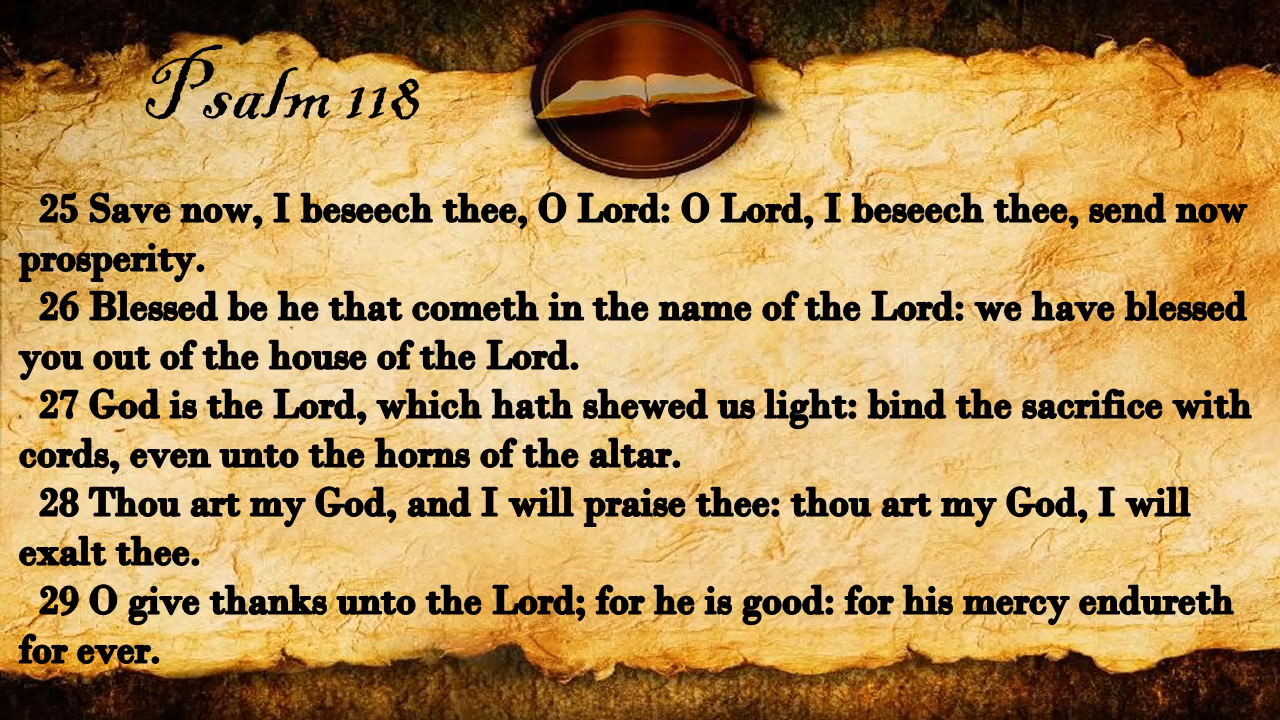 Psalm 118
25 Save now, I beseech thee, O Lord: O Lord, I beseech thee, send now
prosperity.
26 Blessed be he that cometh in the name of the Lord: we have blessed
you out of the house of the Lord.
27 God is the Lord, which hath shewed us light: bind the sacrifice with
cords, even unto the horns of the altar.
28 Thou art my God, and I will praise thee: thou art my God, I will
exalt thee.
29 O give thanks unto the Lord; for he is good: for his mercy endureth
for ever.